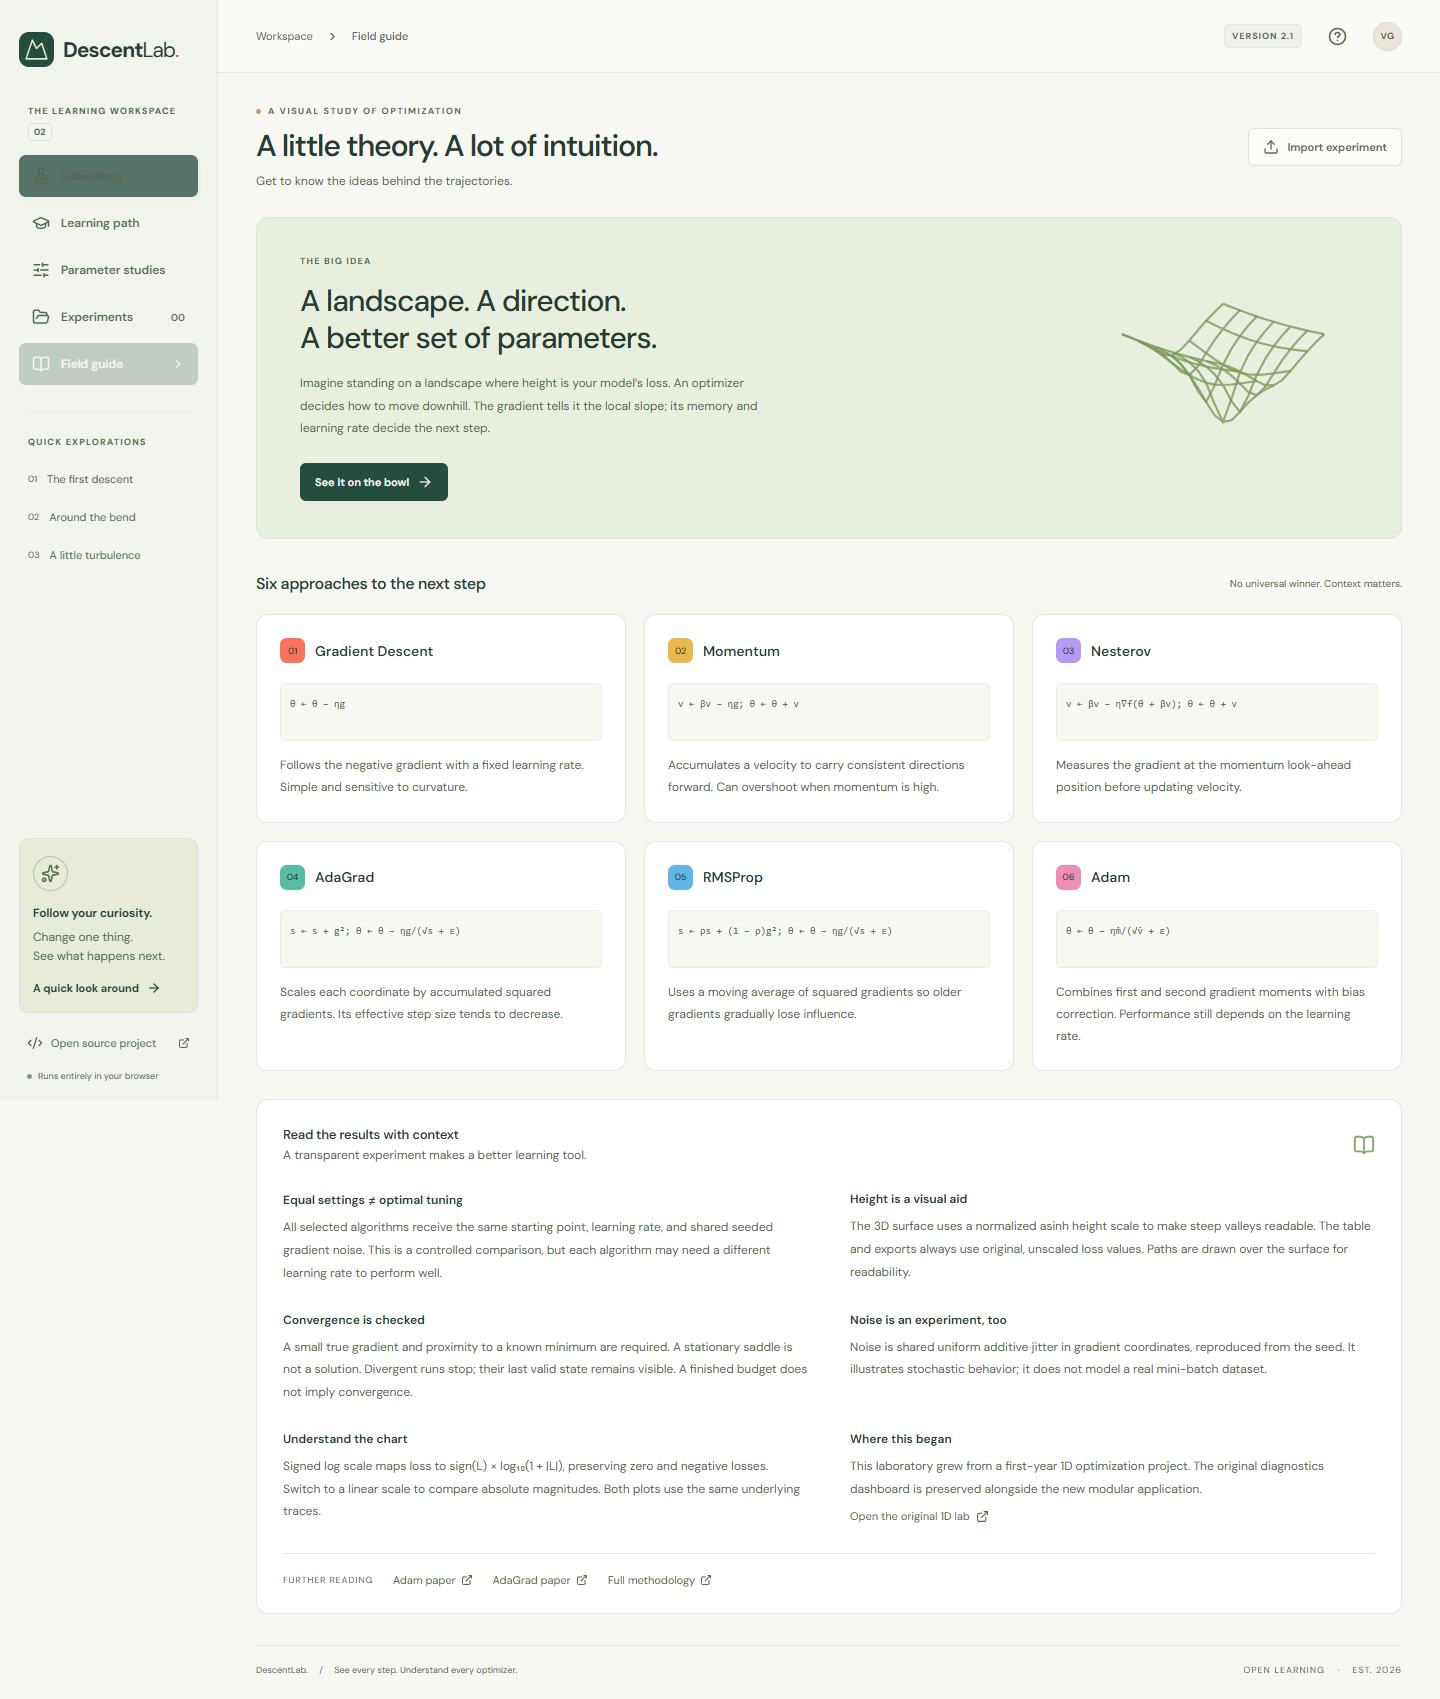 DescentLab.
THE LEARNING WORKSPACE
02
Laboratory
Learning path
Parameter studies
Experiments 00
Field guide
QUICK EXPLORATIONS
01 The first descent
02 Around the bend
03 A little turbulence
Follow your curiosity.
Change one thing.
See what happens next.
A quick look around
Open source project
Runs entirely in your browser
Workspace > Field guide
VERSION 2.1
VG
A VISUAL STUDY OF OPTIMIZATION
A little theory. A lot of intuition.
Get to know the ideas behind the trajectories.
Import experiment
THE BIG IDEA
A landscape. A direction.
A better set of parameters.
Imagine standing on a landscape where height is your model's loss. An optimizer
decides how to move downhill. The gradient tells it the local slope; its memory and
learning rate decide the next step.
See it on the bowl
Six approaches to the next step
No universal winner. Context matters.
01 Gradient Descent
θ ← θ − ηg
Follows the negative gradient with a fixed learning rate.
Simple and sensitive to curvature.
02 Momentum
v ← βv − ηg; θ ← θ + v
Accumulates a velocity to carry consistent directions
forward. Can overshoot when momentum is high.
03 Nesterov
v ← βv − η∇f(θ + βv); θ ← θ + v
Measures the gradient at the momentum look-ahead
position before updating velocity.
04 AdaGrad
s ← s + g²; θ ← θ − ηg/(√s + ε)
Scales each coordinate by accumulated squared
gradients. Its effective step size tends to decrease.
05 RMSProp
s ← ρs + (1 − ρ)g²; θ ← θ − ηg/(√s + ε)
Uses a moving average of squared gradients so older
gradients gradually lose influence.
06 Adam
θ ← θ − ηm̂/(√v̂ + ε)
Combines first and second gradient moments with bias
correction. Performance still depends on the learning
rate.
Read the results with context
A transparent experiment makes a better learning tool.
Equal settings ≠ optimal tuning
All selected algorithms receive the same starting point, learning rate, and shared seeded
gradient noise. This is a controlled comparison, but each algorithm may need a different
learning rate to perform well.
Height is a visual aid
The 3D surface uses a normalized asinh height scale to make steep valleys readable. The table
and exports always use original, unscaled loss values. Paths are drawn over the surface for
readability.
Convergence is checked
A small true gradient and proximity to a known minimum are required. A stationary saddle is
not a solution. Divergent runs stop; their last valid state remains visible. A finished budget does
not imply convergence.
Noise is an experiment, too
Noise is shared uniform additive jitter in gradient coordinates, reproduced from the seed. It
illustrates stochastic behavior; it does not model a real mini-batch dataset.
Understand the chart
Signed log scale maps loss to sign(L) × log₁₀(1 + |L|), preserving zero and negative losses.
Switch to a linear scale to compare absolute magnitudes. Both plots use the same underlying
traces.
Where this began
This laboratory grew from a first-year 1D optimization project. The original diagnostics
dashboard is preserved alongside the new modular application.
Open the original 1D lab
FURTHER READING Adam paper AdaGrad paper Full methodology
DescentLab. / See every step. Understand every optimizer.
OPEN LEARNING · EST. 2026